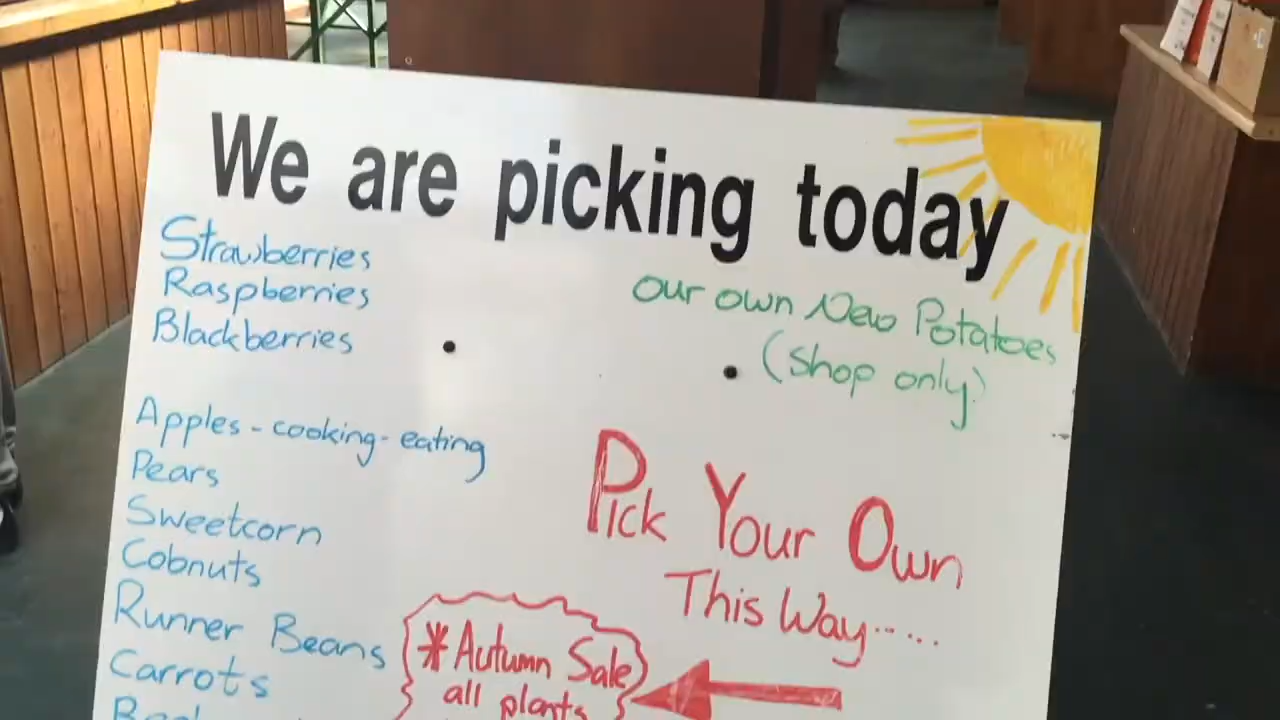 We are picking today
Strawberries
Raspberries
Blackberries
our own New Potatoes
(shop only)
Apples - cooking - eating
Pears
Sweetcorn
Cobnuts
Runner Beans
Carrots
Pick Your Own
This Way.....
*Autumn Sale
all plants